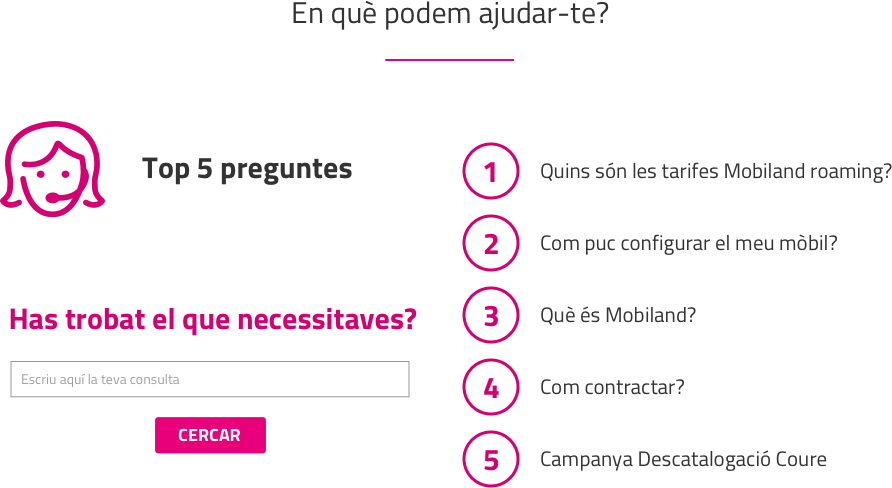 En què podem ajudar-te?
Top 5 preguntes
Has trobat el que necessitaves?
Escriu aquí la teva consulta
CERCAR
1 Quins són les tarifes Mobiland roaming?
2 Com puc configurar el meu mòbil?
3 Què és Mobiland?
4 Com contractar?
5 Campanya Descatalogació Coure